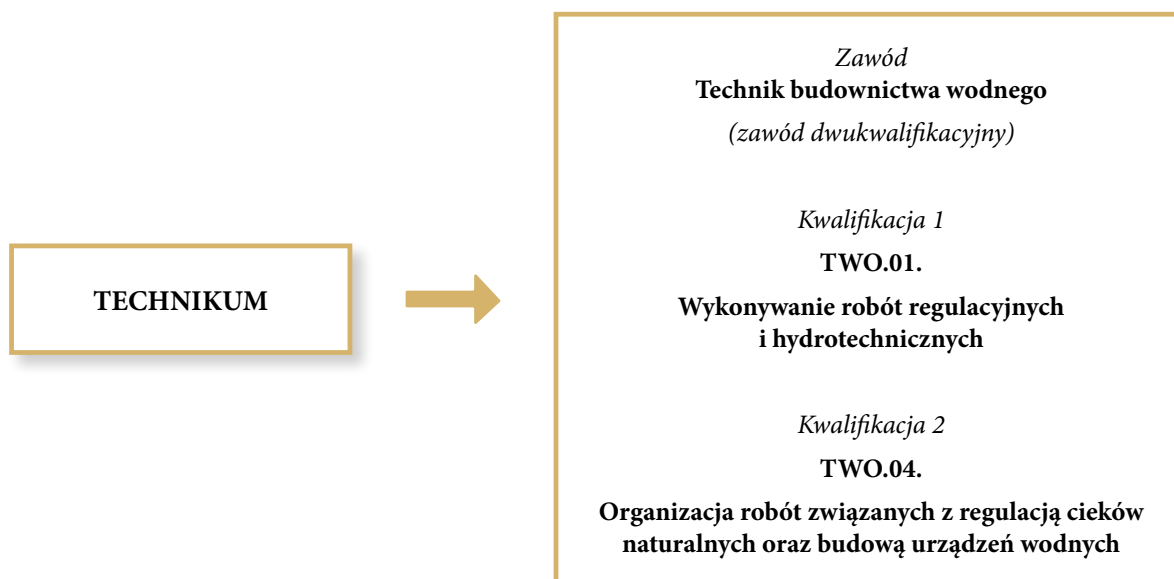 TECHNIKUM
Zawód
Technik budownictwa wodnego
(zawód dwukwalifikacyjny)
Kwalifikacja 1
TWO.01.
Wykonywanie robót regulacyjnych
i hydrotechnicznych
Kwalifikacja 2
TWO.04.
Organizacja robót związanych z regulacją cieków
naturalnych oraz budową urządzeń wodnych